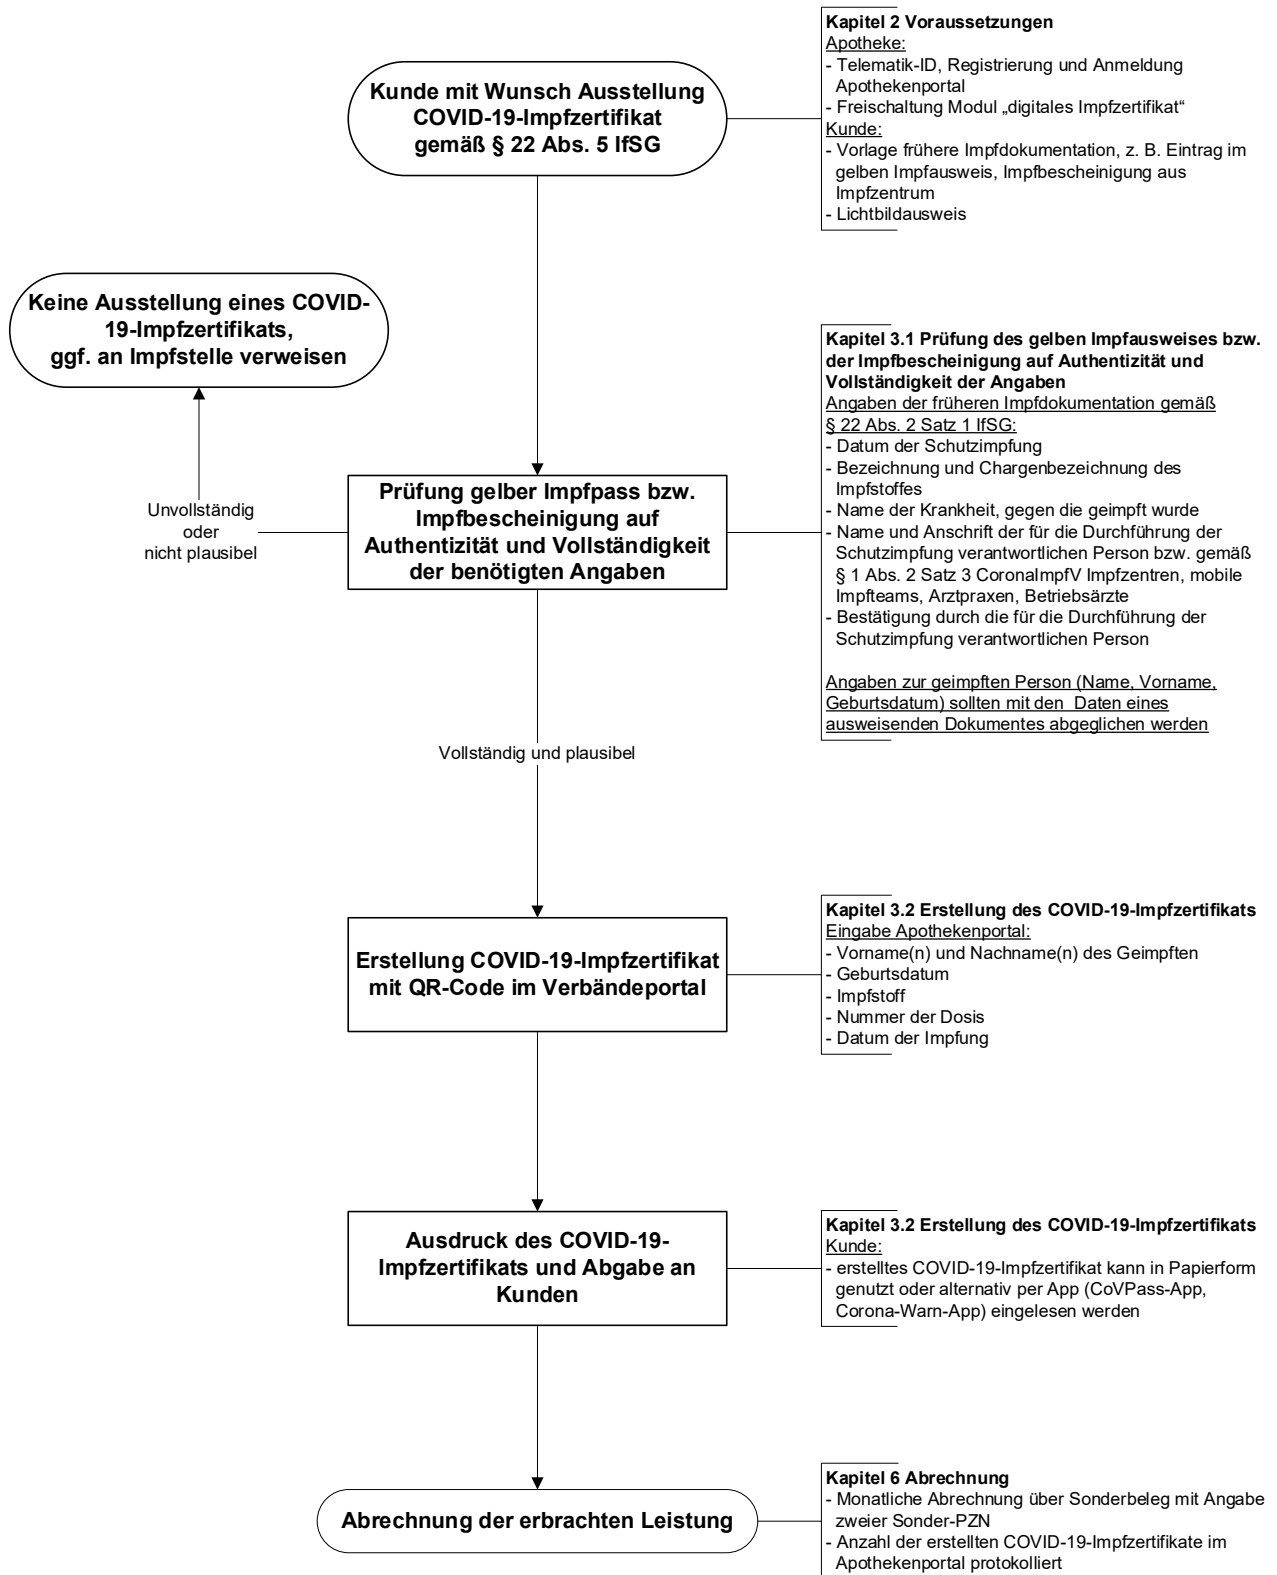 Kapitel 2 Voraussetzungen
Apotheke:
- Telematik-ID, Registrierung und Anmeldung
Apothekenportal
- Freischaltung Modul „digitales Impfzertifikat“
Kunde:
- Vorlage frühere Impfdokumentation, z. B. Eintrag im
gelben Impfausweis, Impfbescheinigung aus
Impfzentrum
- Lichtbildausweis
Kunde mit Wunsch Ausstellung
COVID-19-Impfzertifikat
gemäß § 22 Abs. 5 IfSG
Keine Ausstellung eines COVID-
19-Impfzertifikats,
ggf. an Impfstelle verweisen
Kapitel 3.1 Prüfung des gelben Impfausweises bzw.
der Impfbescheinigung auf Authentizität und
Vollständigkeit der Angaben
Angaben der früheren Impfdokumentation gemäß
§ 22 Abs. 2 Satz 1 IfSG:
- Datum der Schutzimpfung
- Bezeichnung und Chargenbezeichnung des
Impfstoffes
- Name der Krankheit, gegen die geimpft wurde
- Name und Anschrift der für die Durchführung der
Schutzimpfung verantwortlichen Person bzw. gemäß
§ 1 Abs. 2 Satz 3 CoronaImpfV Impfzentren, mobile
Impfteams, Arztpraxen, Betriebsärzte
- Bestätigung durch die für die Durchführung der
Schutzimpfung verantwortlichen Person
Angaben zur geimpften Person (Name, Vorname,
Geburtsdatum) sollten mit den  Daten eines
ausweisenden Dokumentes abgeglichen werden
Unvollständig
oder
nicht plausibel
Prüfung gelber Impfpass bzw.
Impfbescheinigung auf
Authentizität und Vollständigkeit
der benötigten Angaben
Vollständig und plausibel
Erstellung COVID-19-Impfzertifikat
mit QR-Code im Verbändeportal
Kapitel 3.2 Erstellung des COVID-19-Impfzertifikats
Eingabe Apothekenportal:
- Vorname(n) und Nachname(n) des Geimpften
- Geburtsdatum
- Impfstoff
- Nummer der Dosis
- Datum der Impfung
Ausdruck des COVID-19-
Impfzertifikats und Abgabe an
Kunden
Kapitel 3.2 Erstellung des COVID-19-Impfzertifikats
Kunde:
- erstelltes COVID-19-Impfzertifikat kann in Papierform
genutzt oder alternativ per App (CoVPass-App,
Corona-Warn-App) eingelesen werden
Abrechnung der erbrachten Leistung
Kapitel 6 Abrechnung
- Monatliche Abrechnung über Sonderbeleg mit Angabe
zweier Sonder-PZN
- Anzahl der erstellten COVID-19-Impfzertifikate im
Apothekenportal protokolliert